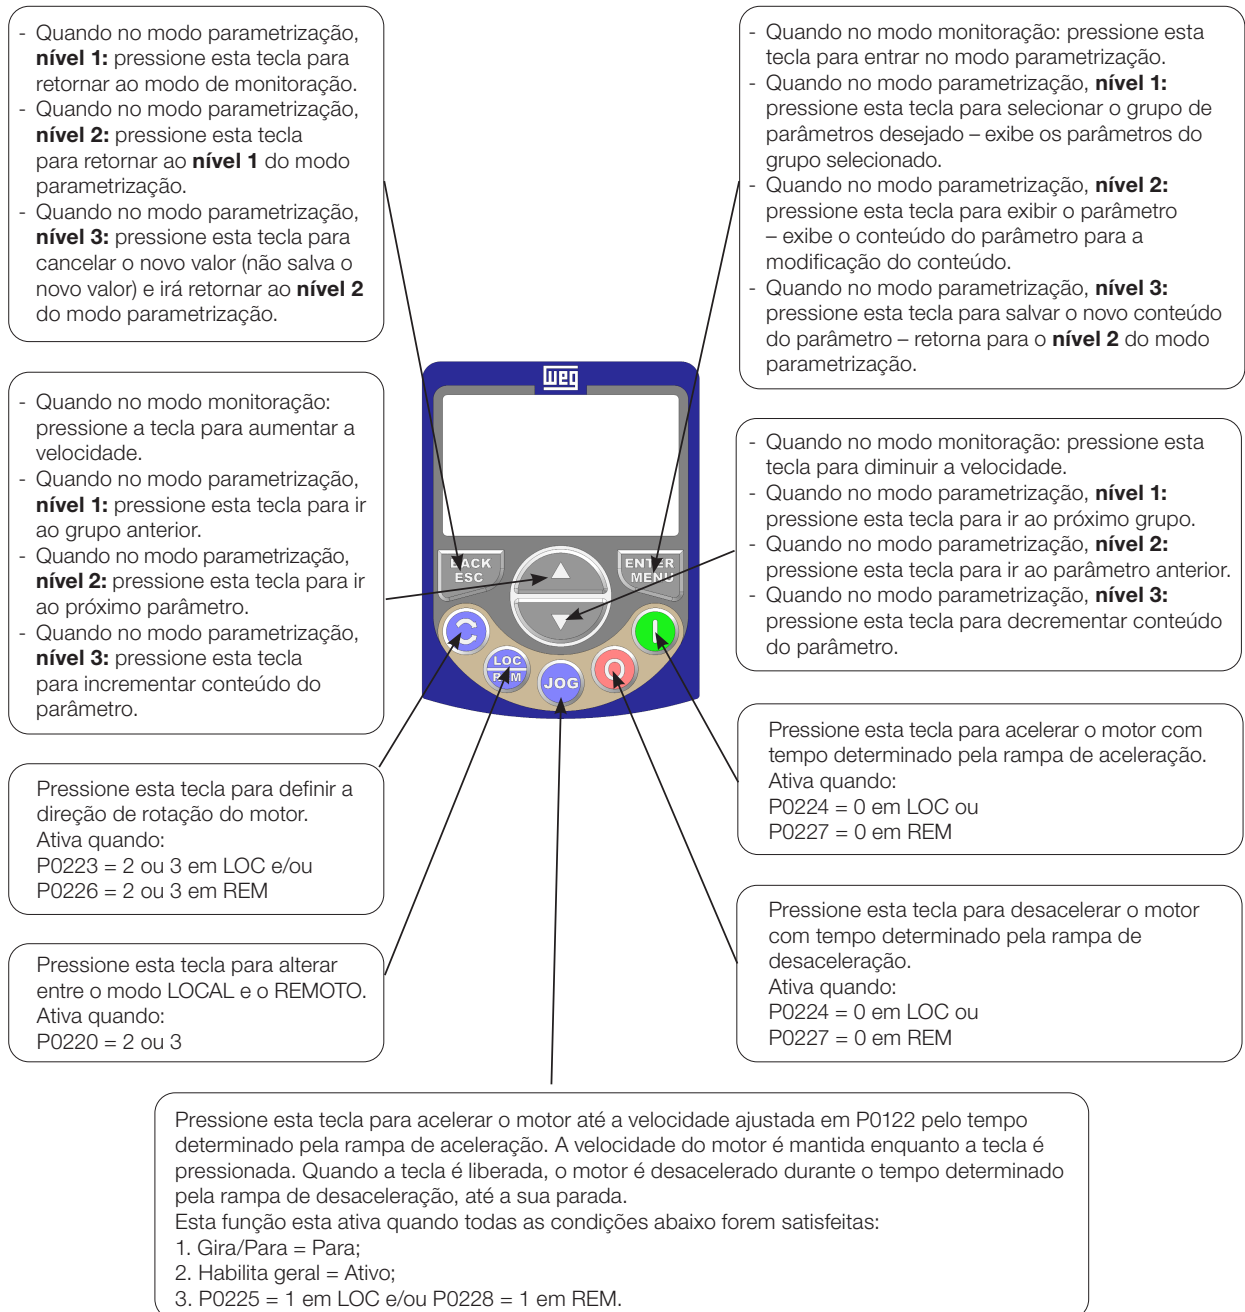 - Quando no modo parametrização,
nível 1: pressione esta tecla para
retornar ao modo de monitoração.
- Quando no modo parametrização,
nível 2: pressione esta tecla
para retornar ao nível 1 do modo
parametrização.
- Quando no modo parametrização,
nível 3: pressione esta tecla para
cancelar o novo valor (não salva o
novo valor) e irá retornar ao nível 2
do modo parametrização.
- Quando no modo monitoração: pressione esta
tecla para entrar no modo parametrização.
- Quando no modo parametrização, nível 1:
pressione esta tecla para selecionar o grupo de
parâmetros desejado – exibe os parâmetros do
grupo selecionado.
- Quando no modo parametrização, nível 2:
pressione esta tecla para exibir o parâmetro
– exibe o conteúdo do parâmetro para a
modificação do conteúdo.
- Quando no modo parametrização, nível 3:
pressione esta tecla para salvar o novo conteúdo
do parâmetro – retorna para o nível 2 do modo
parametrização.
- Quando no modo monitoração:
pressione a tecla para aumentar a
velocidade.
- Quando no modo parametrização,
nível 1: pressione esta tecla para ir
ao grupo anterior.
- Quando no modo parametrização,
nível 2: pressione esta tecla para ir
ao próximo parâmetro.
- Quando no modo parametrização,
nível 3: pressione esta tecla
para incrementar conteúdo do
parâmetro.
weg
BACK
ESC
ENTER
MENU
LOC
REM
JOG
- Quando no modo monitoração: pressione esta
tecla para diminuir a velocidade.
- Quando no modo parametrização, nível 1:
pressione esta tecla para ir ao próximo grupo.
- Quando no modo parametrização, nível 2:
pressione esta tecla para ir ao parâmetro anterior.
- Quando no modo parametrização, nível 3:
pressione esta tecla para decrementar conteúdo
do parâmetro.
Pressione esta tecla para definir a
direção de rotação do motor.
Ativa quando:
P0223 = 2 ou 3 em LOC e/ou
P0226 = 2 ou 3 em REM
Pressione esta tecla para acelerar o motor com
tempo determinado pela rampa de aceleração.
Ativa quando:
P0224 = 0 em LOC ou
P0227 = 0 em REM
Pressione esta tecla para alterar
entre o modo LOCAL e o REMOTO.
Ativa quando:
P0220 = 2 ou 3
Pressione esta tecla para desacelerar o motor
com tempo determinado pela rampa de
desaceleração.
Ativa quando:
P0224 = 0 em LOC ou
P0227 = 0 em REM
Pressione esta tecla para acelerar o motor até a velocidade ajustada em P0122 pelo tempo
determinado pela rampa de aceleração. A velocidade do motor é mantida enquanto a tecla é
pressionada. Quando a tecla é liberada, o motor é desacelerado durante o tempo determinado
pela rampa de desaceleração, até a sua parada.
Esta função esta ativa quando todas as condições abaixo forem satisfeitas:
1. Gira/Para = Para;
2. Habilita geral = Ativo;
3. P0225 = 1 em LOC e/ou P0228 = 1 em REM.